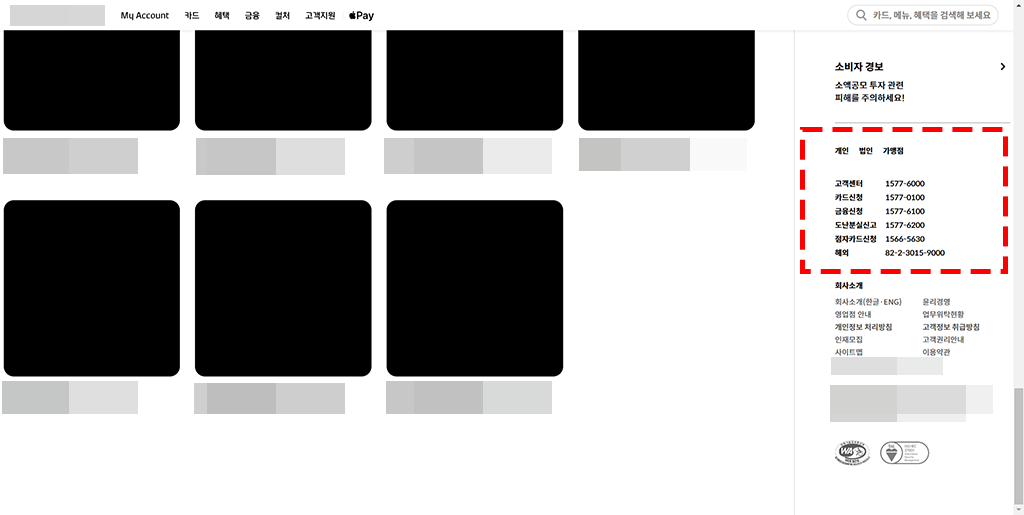 My Account 카드 혜택 금융 컬처 고객지원 Pay 카드, 메뉴, 혜택을 검색해 보세요
소비자 경보
소액공모 투자 관련
피해를 주의하세요!
개인 법인 가맹점
고객센터 1577-6000
카드신청 1577-0100
금융신청 1577-6100
도난분실신고 1577-6200
점자카드신청 1566-5630
해외 82-2-3015-9000
회사소개
회사소개(한글·ENG) 윤리경영
영업점 안내 업무위탁현황
개인정보 처리방침 고객정보 취급방침
인재모집 고객권리안내
사이트맵 이용약관
WA